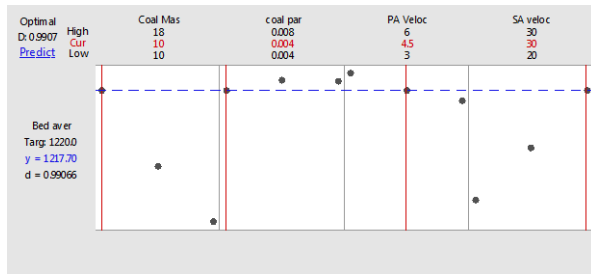 Optimal
D: 0.9907
Predict
High
Cur
Low
Coal Mas
18
10
10
coal par
0.008
0.004
0.004
PA Veloc
6
4.5
3
SA veloc
30
30
20
Bed aver
Targ: 1220.0
y = 1217.70
d = 0.99066